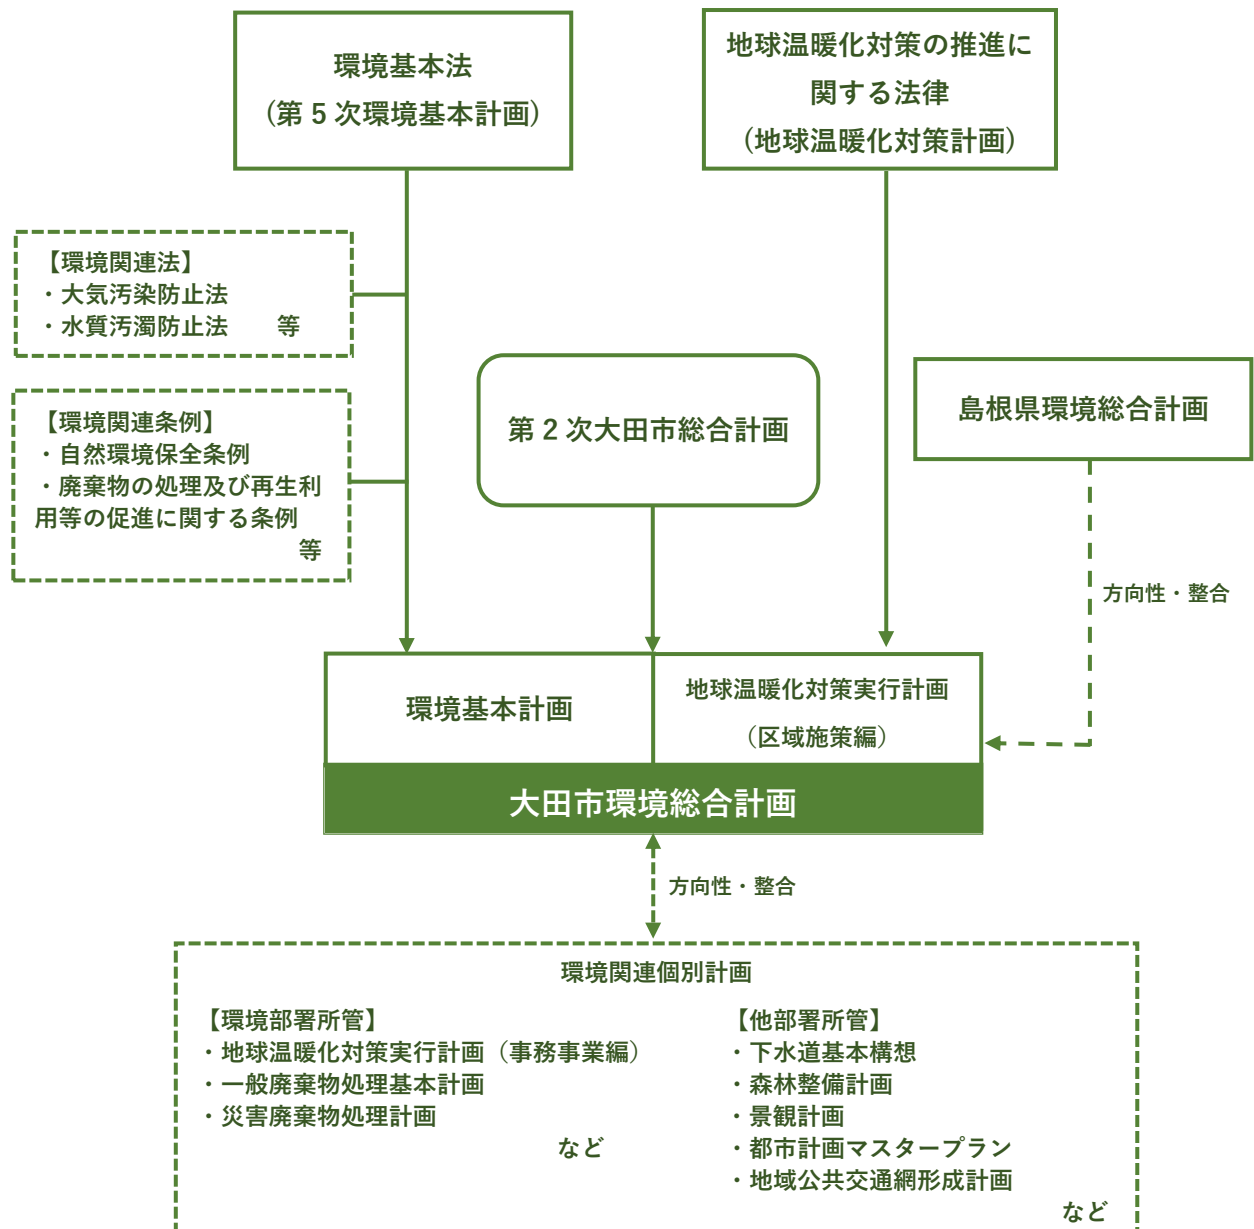 環境基本法
(第5次環境基本計画)
地球温暖化対策の推進に
関する法律
(地球温暖化対策計画)
【環境関連法】
・大気汚染防止法
・水質汚濁防止法　　等
【環境関連条例】
・自然環境保全条例
・廃棄物の処理及び再生利
用等の促進に関する条例
等
第2次大田市総合計画
島根県環境総合計画
方向性・整合
環境基本計画
地球温暖化対策実行計画
（区域施策編）
大田市環境総合計画
方向性・整合
環境関連個別計画
【環境部署所管】
・地球温暖化対策実行計画（事務事業編）
・一般廃棄物処理基本計画
・災害廃棄物処理計画
など
【他部署所管】
・下水道基本構想
・森林整備計画
・景観計画
・都市計画マスタープラン
・地域公共交通網形成計画
など